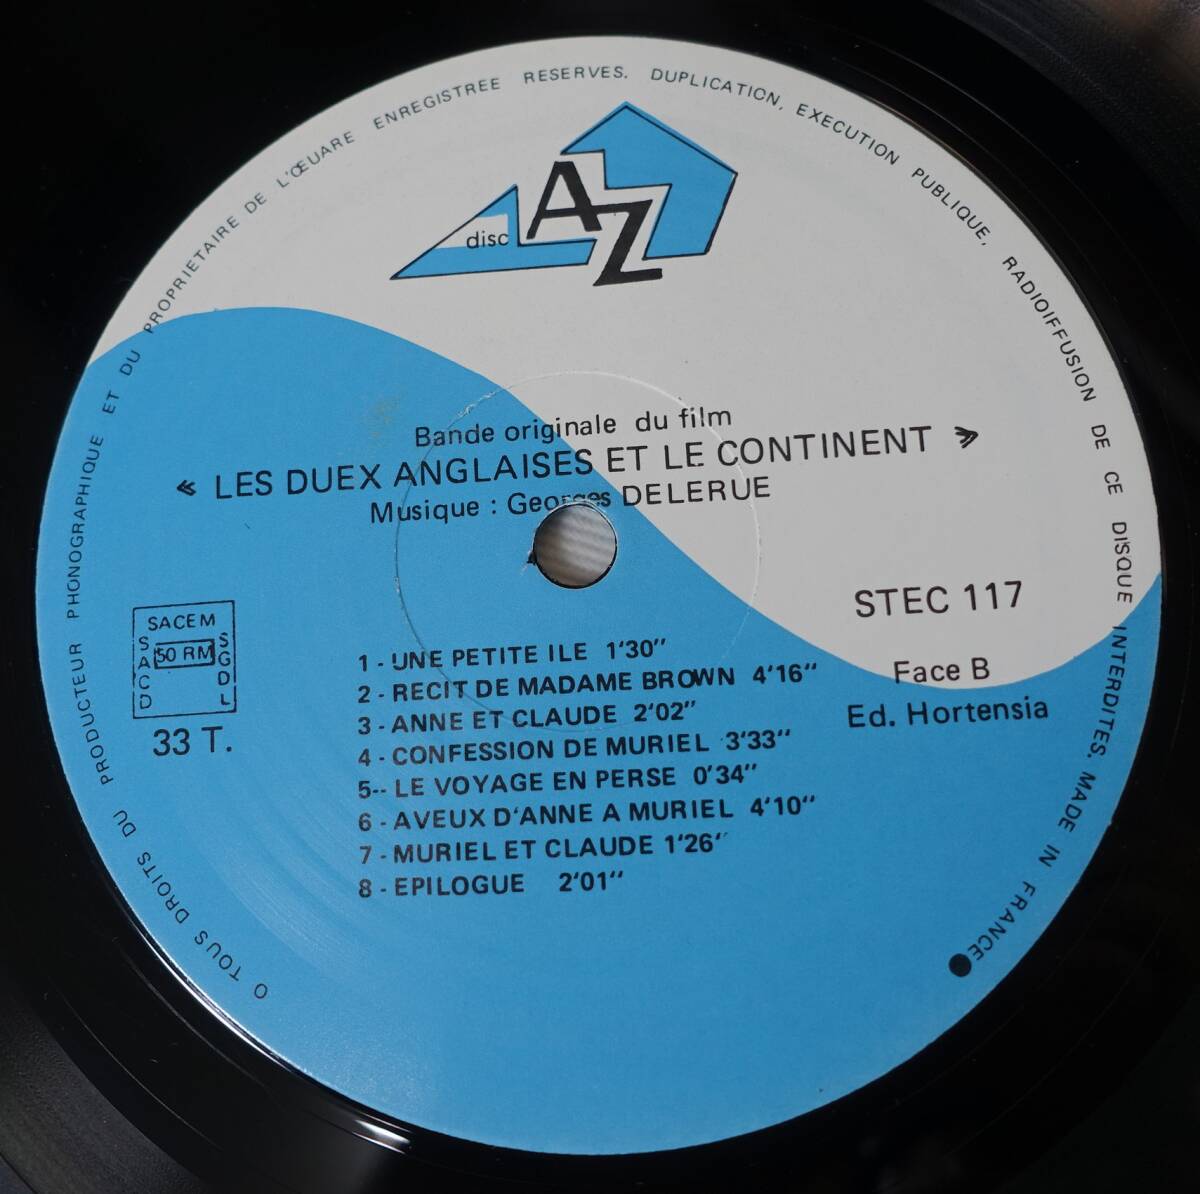 O TOUS DROITS DU PRODUCTEUR PHONOGRAPHIQUE ET DU PROPRIETAIRE DE L'ŒUARE ENREGISTREE RESERVES. DUPLICATION, EXECUTION PUBLIQUE, RADIOIFFUSION DE CE DISQUE INTERDITES. MADE IN FRANCE
disc AZ
Bande originale du film
« LES DUEX ANGLAISES ET LE CONTINENT »
Musique : Georges DELERUE
STEC 117
Face B
Ed. Hortensia
SACEM
SACD
50 RM
SGDL
33 T.
1 - UNE PETITE ILE 1'30"
2 - RECIT DE MADAME BROWN 4'16"
3 - ANNE ET CLAUDE 2'02"
4 - CONFESSION DE MURIEL 3'33"
5-- LE VOYAGE EN PERSE 0'34"
6 - AVEUX D'ANNE A MURIEL 4'10"
7 - MURIEL ET CLAUDE 1'26"
8 - EPILOGUE 2'01"